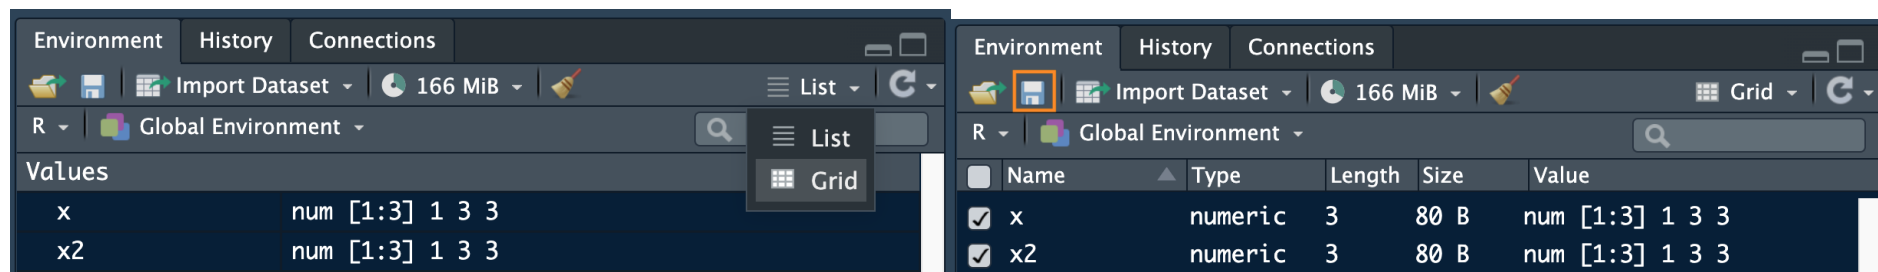 Environment History Connections
Import Dataset 166 MiB List
R Global Environment
List
Grid
Values
x num [1:3] 1 3 3
x2 num [1:3] 1 3 3
Environment History Connections
Import Dataset 166 MiB Grid
R Global Environment
Name Type Length Size Value
x numeric 3 80 B num [1:3] 1 3 3
x2 numeric 3 80 B num [1:3] 1 3 3